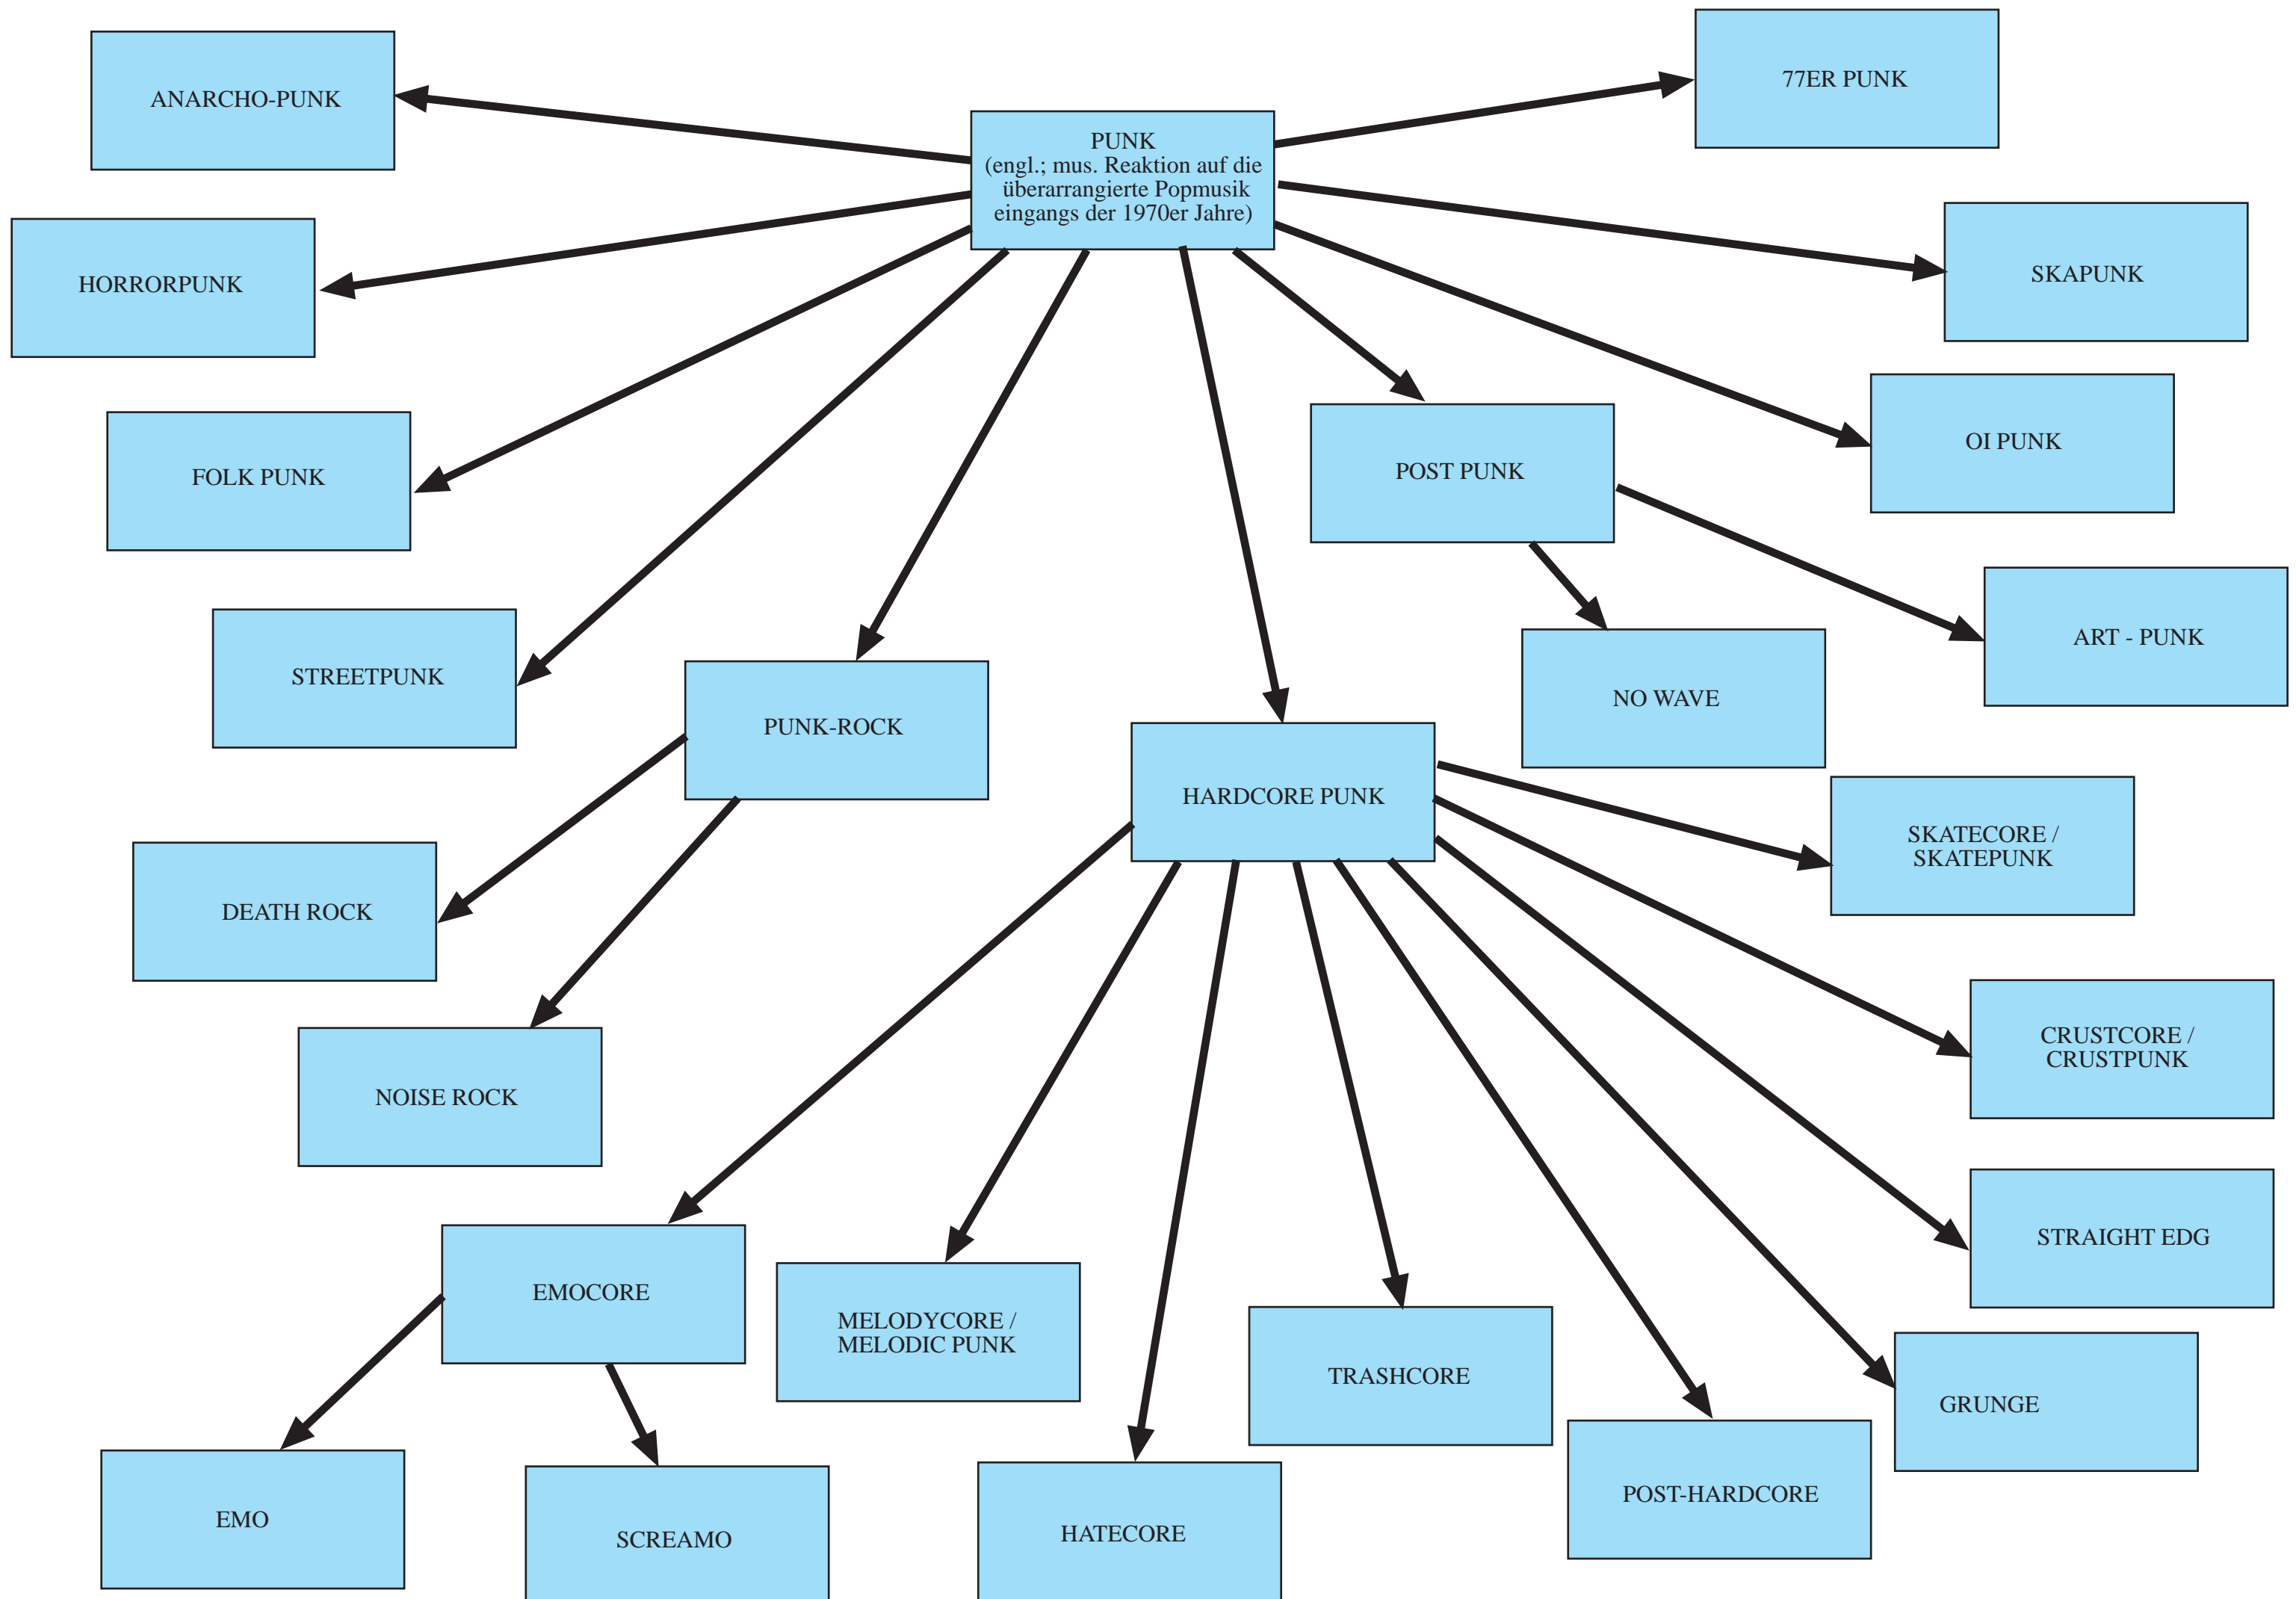 77ER PUNK
ANARCHO-PUNK
PUNK
(engl.; mus. Reaktion auf die
überarrangierte Popmusik
eingangs der 1970er Jahre)
SKAPUNK
HORRORPUNK
OI PUNK
POST PUNK
FOLK PUNK
ART - PUNK
STREETPUNK
NO WAVE
PUNK-ROCK
HARDCORE PUNK
SKATECORE /
SKATEPUNK
DEATH ROCK
CRUSTCORE /
CRUSTPUNK
NOISE ROCK
STRAIGHT EDG
EMOCORE
MELODYCORE /
MELODIC PUNK
TRASHCORE
GRUNGE
POST-HARDCORE
EMO
HATECORE
SCREAMO